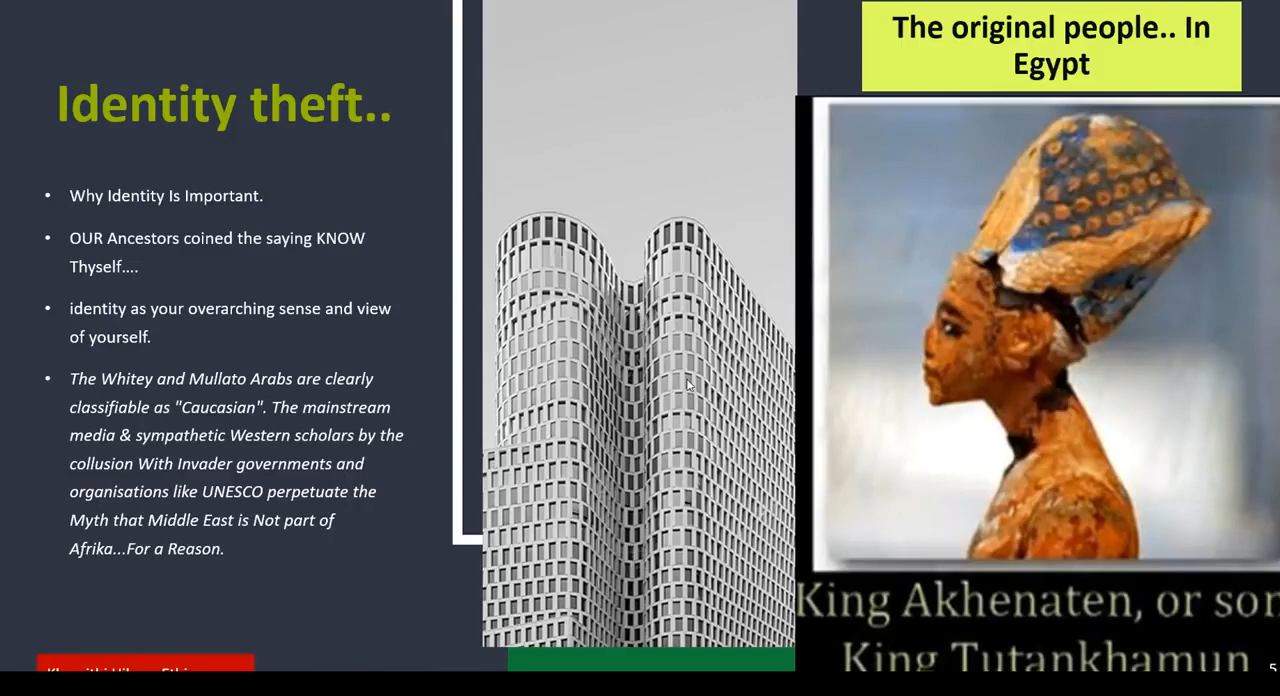 Identity theft..
Why Identity Is Important.
OUR Ancestors coined the saying KNOW
Thyself....
identity as your overarching sense and view
of yourself.
The Whitey and Mullato Arabs are clearly
classifiable as "Caucasian". The mainstream
media & sympathetic Western scholars by the
collusion With Invader governments and
organisations like UNESCO perpetuate the
Myth that Middle East is Not part of
Afrika...For a Reason.
The original people.. In
Egypt
King Akhenaten, or son
King Tutankhamun
5